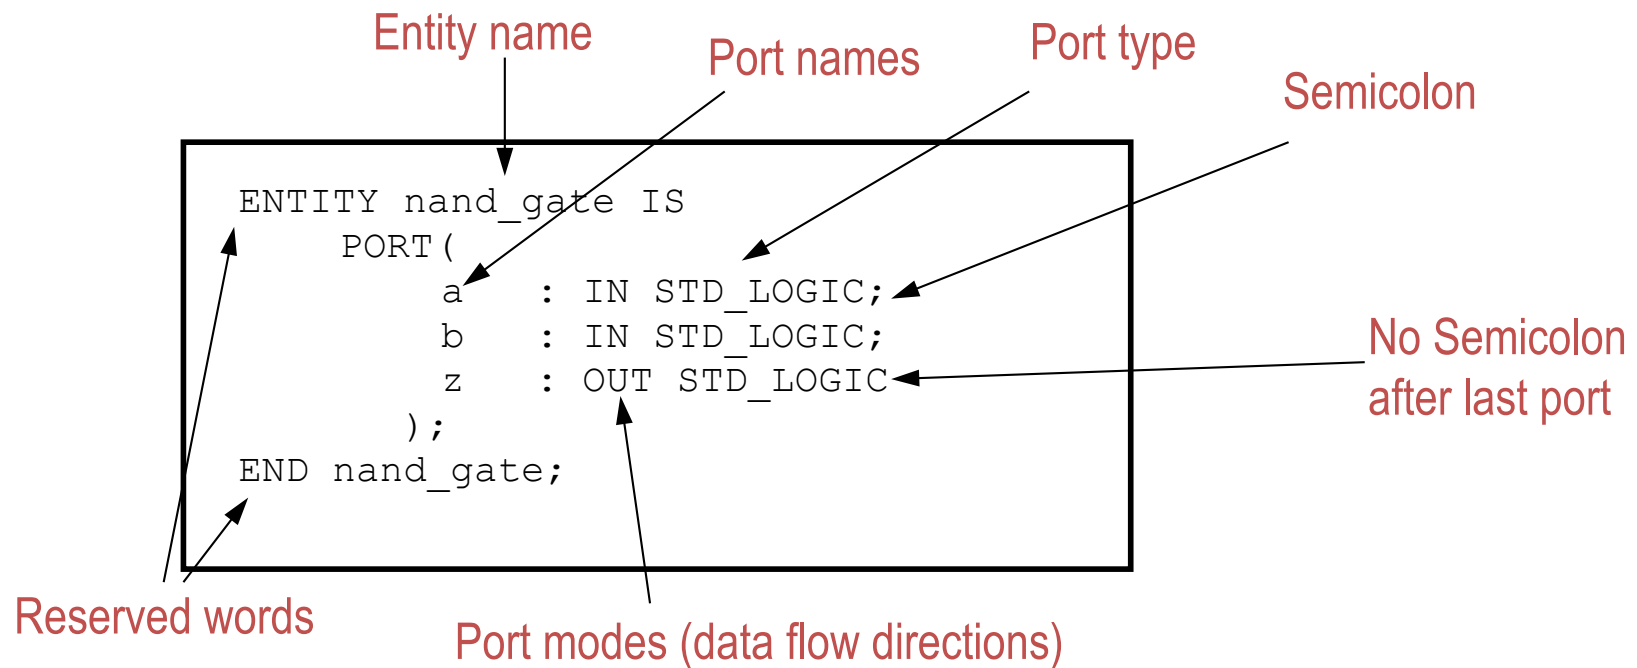 Entity name
Port names
Port type
Semicolon
ENTITY nand_gate IS
PORT(
a : IN STD_LOGIC;
b : IN STD_LOGIC;
z : OUT STD_LOGIC
);
END nand_gate;
No Semicolon
after last port
Reserved words
Port modes (data flow directions)